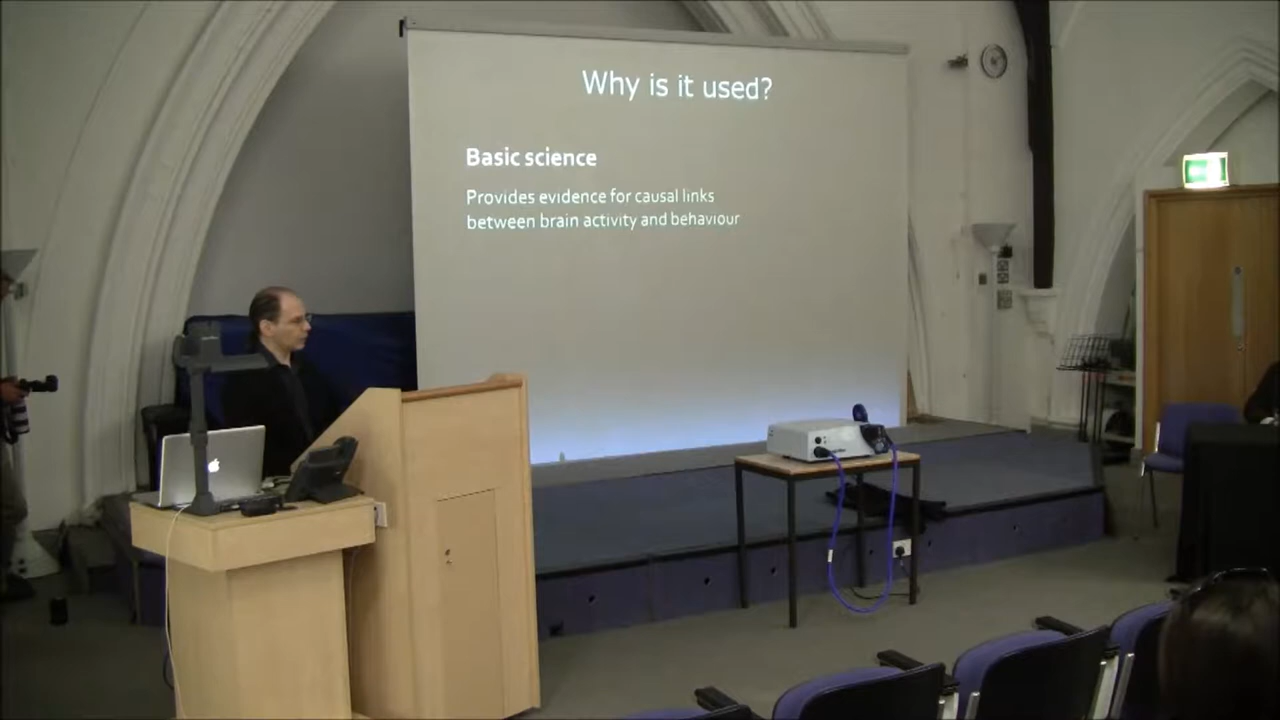 Why is it used?
Basic science
Provides evidence for causal links
between brain activity and behaviour